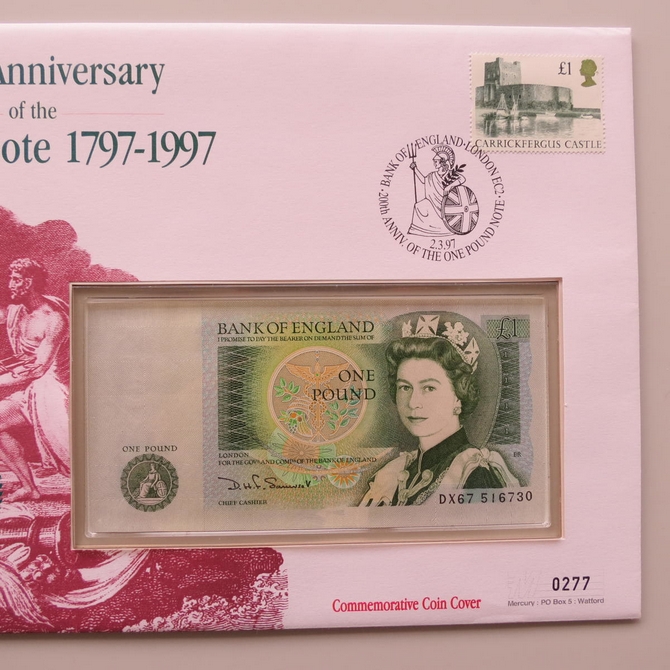 Anniversary
of the
ote 1797-1997
£1
CARRICKFERGUS CASTLE
BANK OF ENGLAND·LONDON EC2·
200th ANNIV. OF THE ONE POUND NOTE
2.3.97
BANK OF ENGLAND
I PROMISE TO PAY THE BEARER ON DEMAND THE SUM OF
£1
ONE
POUND
ONE POUND
LONDON
FOR THE GOVR AND COMPA OF THE BANK OF ENGLAND
CHIEF CASHIER
DX67 516730
0277
Commemorative Coin Cover
Mercury : PO Box 5 : Watford